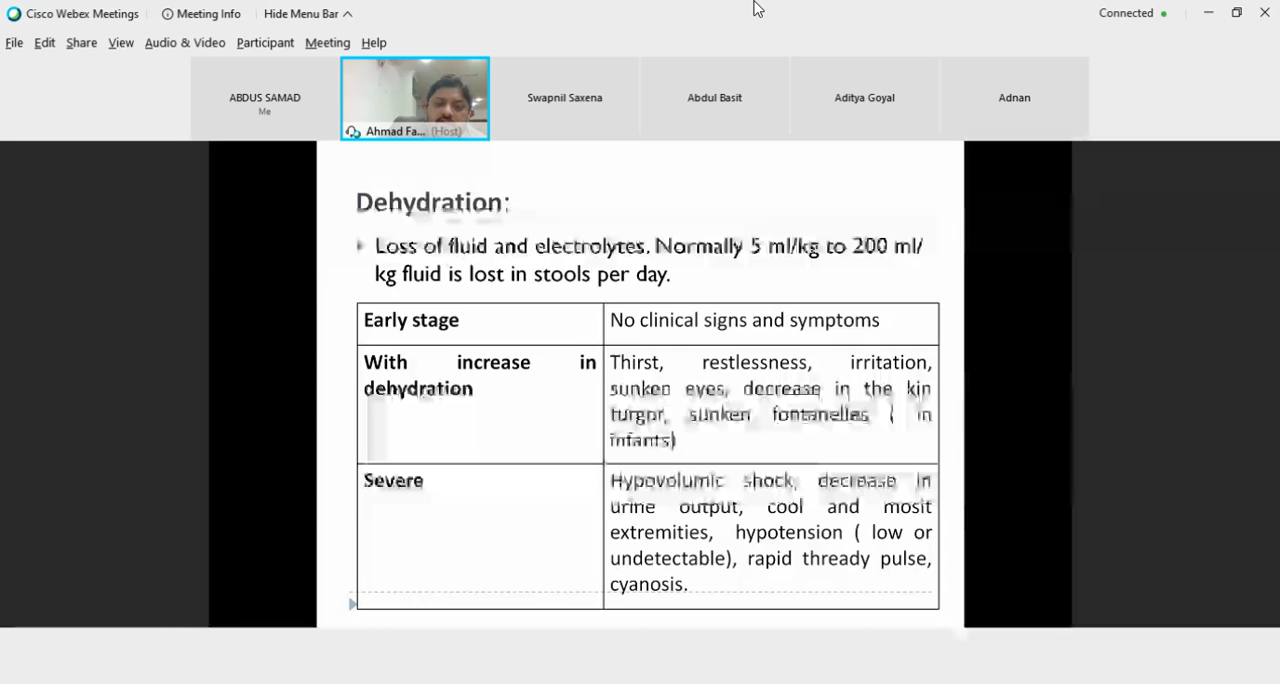 Cisco Webex Meetings
Meeting Info
Hide Menu Bar
Connected
File Edit Share View Audio & Video Participant Meeting Help
ABDUS SAMAD
Me
Ahmad Fa... (Host)
Swapnil Saxena
Abdul Basit
Aditya Goyal
Adnan
Dehydration:
Loss of fluid and electrolytes. Normally 5 ml/kg to 200 ml/
kg fluid is lost in stools per day.
Early stage
No clinical signs and symptoms
With increase in
dehydration
Thirst, restlessness, irritation,
sunken eyes, decrease in the kin
turgor, sunken fontanelles ( in
infants)
Severe
Hypovolumic shock, decrease in
urine output, cool and mosit
extremities, hypotension ( low or
undetectable), rapid thready pulse,
cyanosis.